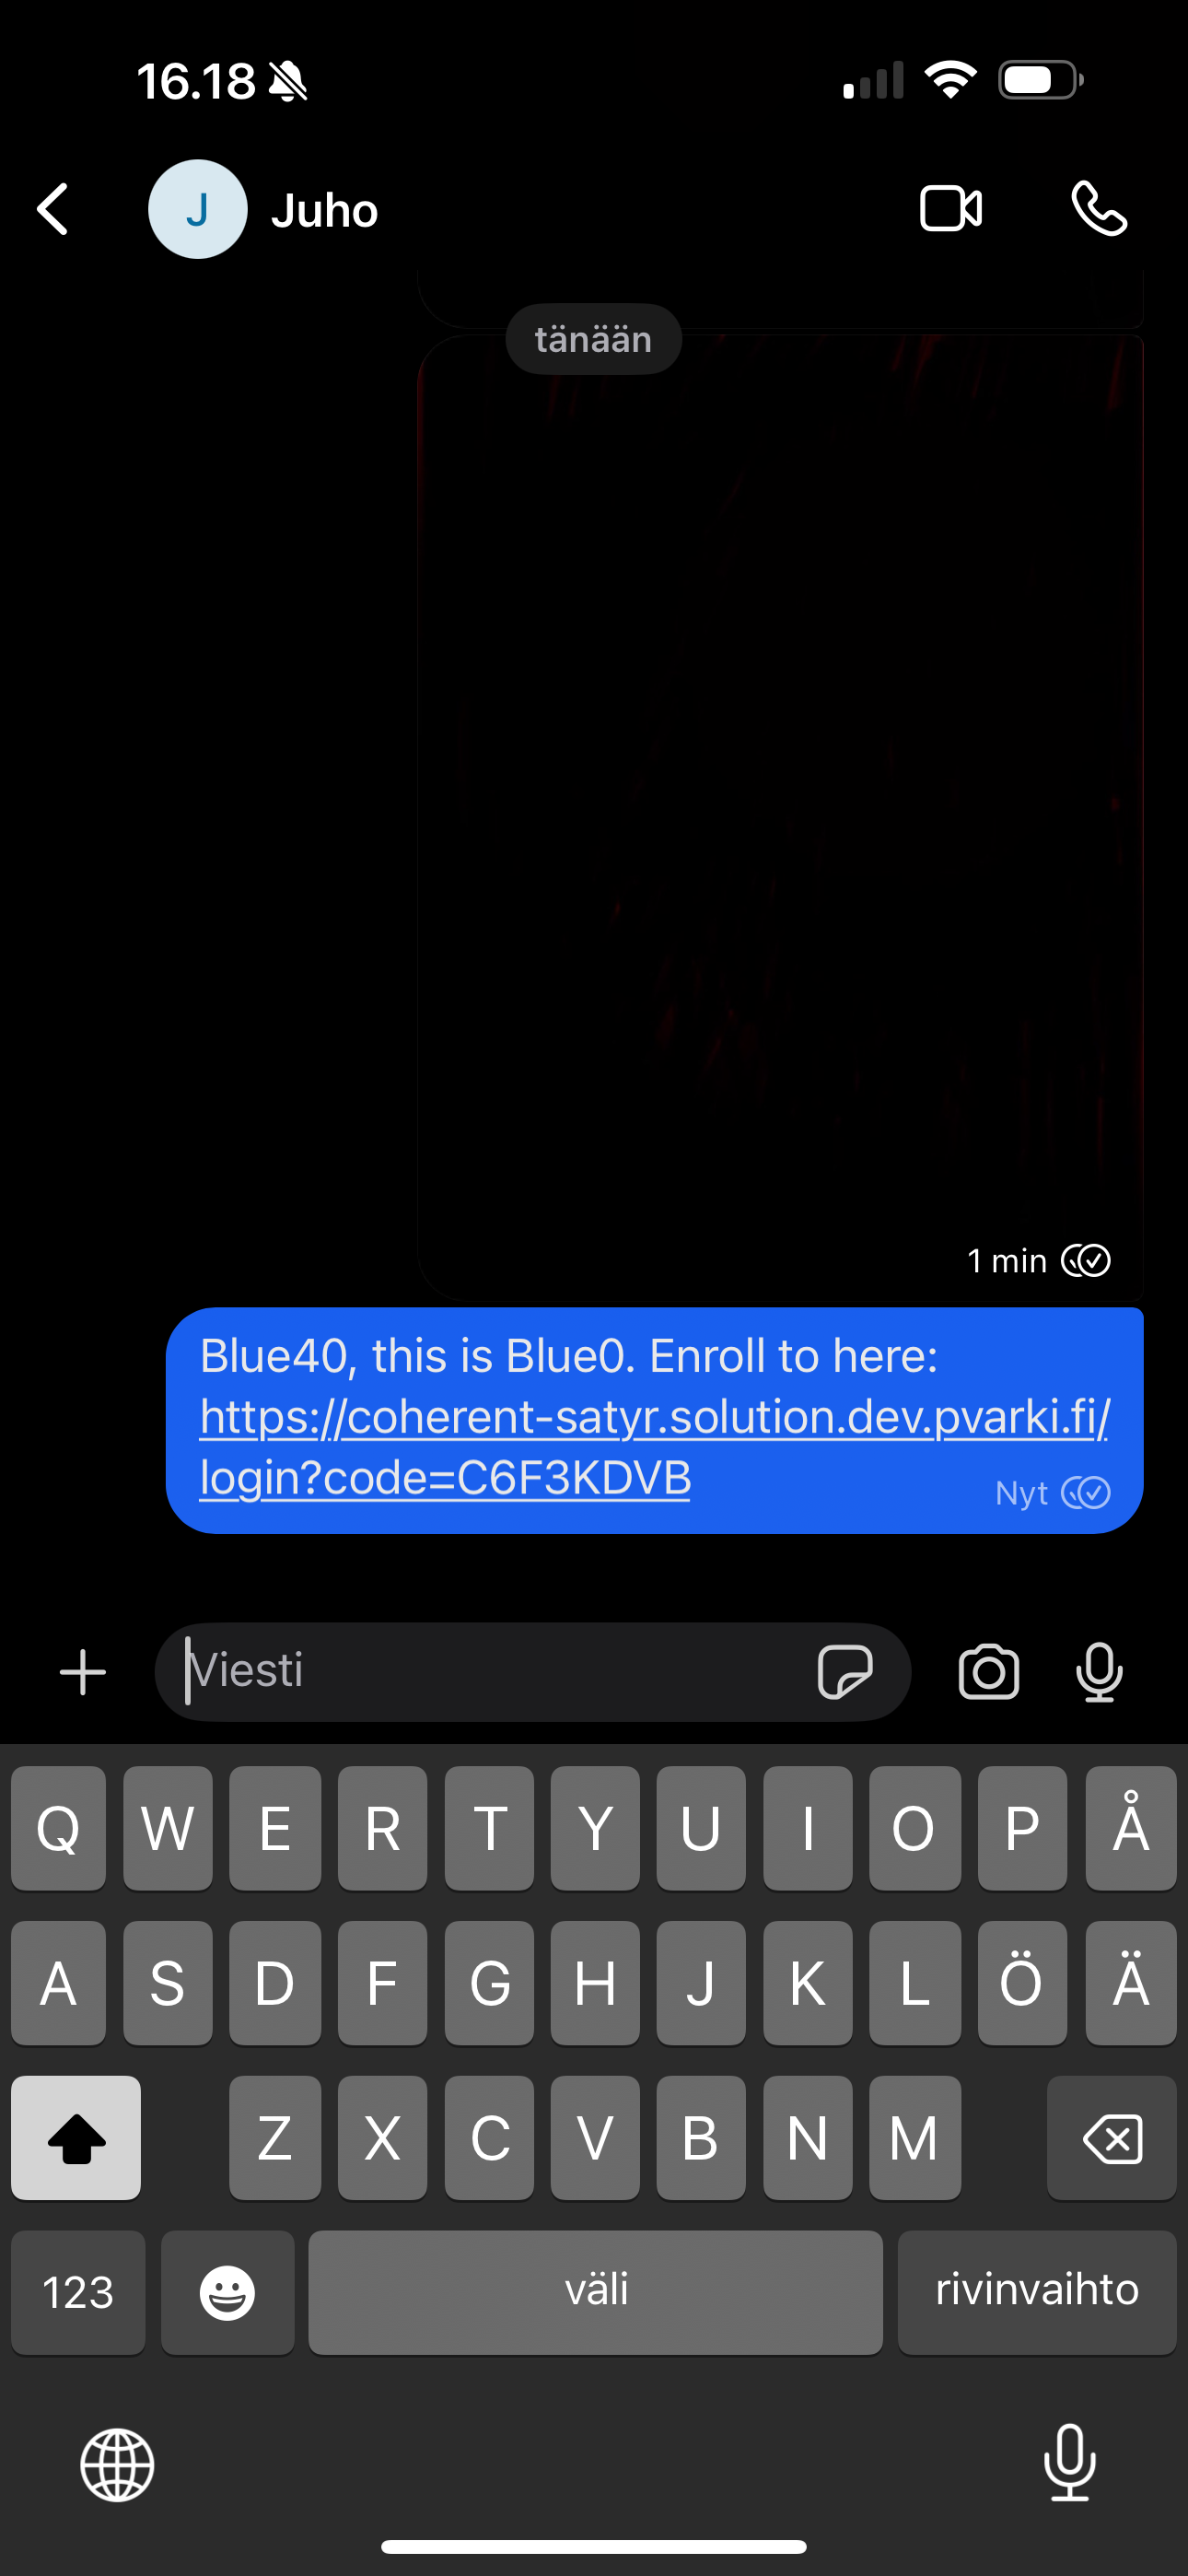 16.18
J
Juho
tänään
1 min
Blue40, this is Blue0. Enroll to here:
https://coherent-satyr.solution.dev.pvarki.fi/
login?code=C6F3KDVB
Nyt
Viesti
Q W E R T Y U I O P Å
A S D F G H J K L Ö Ä
Z X C V B N M
123 väli rivinvaihto